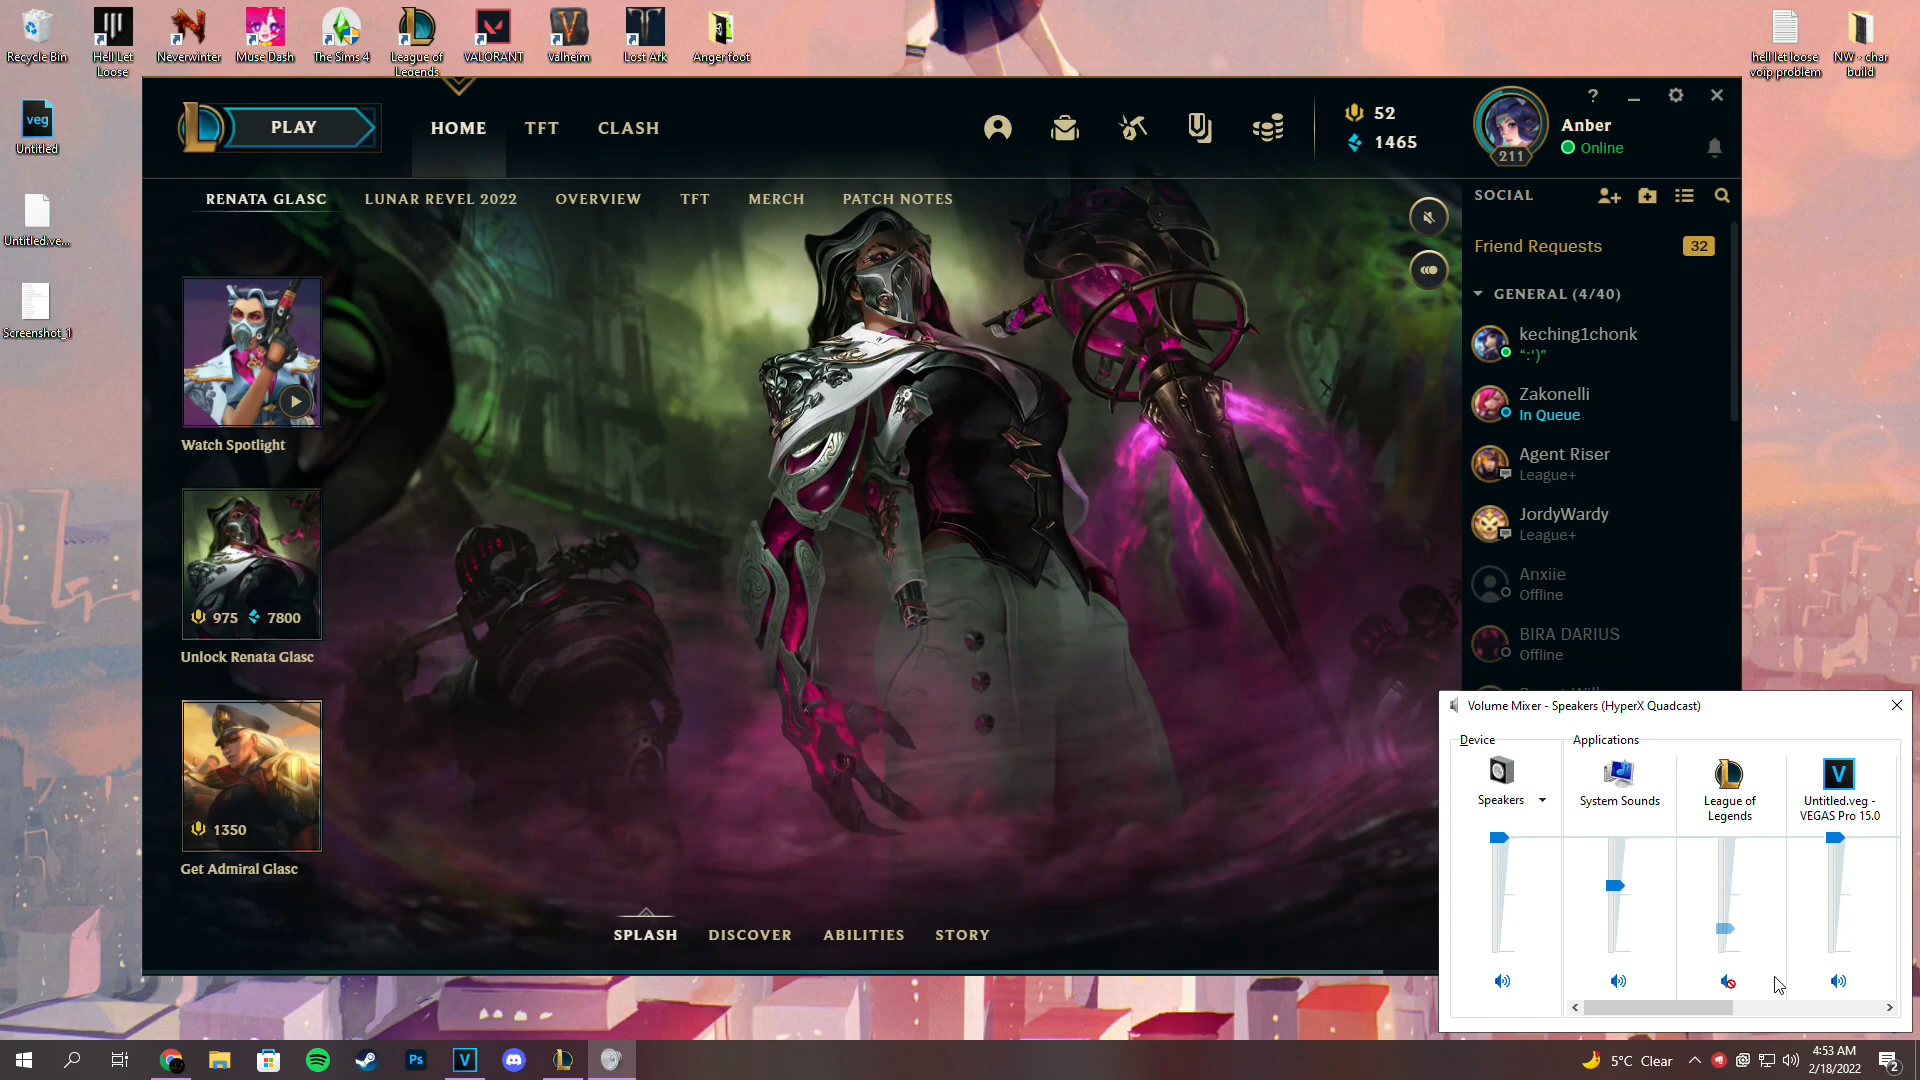 Recycle Bin
Hell Let
Loose
Neverwinter
Muse Dash
The Sims 4
League of
Legends
VALORANT
Valheim
Lost Ark
Anger foot
hell let loose
voip problem
NW - char
build
veg
Untitled
Untitled.ve...
Screenshot_1
PLAY
HOME
TFT
CLASH
52
1465
211
Anber
Online
RENATA GLASC
LUNAR REVEL 2022
OVERVIEW
TFT
MERCH
PATCH NOTES
SOCIAL
Friend Requests
32
GENERAL (4/40)
keching1chonk
“:')”
Zakonelli
In Queue
Agent Riser
League+
JordyWardy
League+
Anxiie
Offline
BIRA DARIUS
Offline
Watch Spotlight
975
7800
Unlock Renata Glasc
1350
Get Admiral Glasc
SPLASH
DISCOVER
ABILITIES
STORY
Volume Mixer - Speakers (HyperX Quadcast)
Device
Applications
Speakers
System Sounds
League of
Legends
V
Untitled.veg -
VEGAS Pro 15.0
Ps
V
5°C Clear
4:53 AM
2/18/2022
2